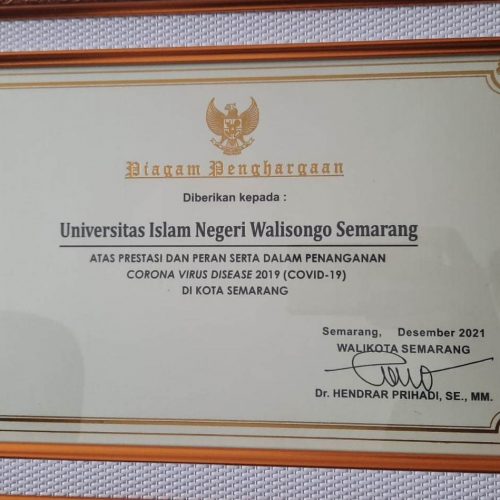 Piagam Penghargaan
Diberikan kepada :
Universitas Islam Negeri Walisongo Semarang
ATAS PRESTASI DAN PERAN SERTA DALAM PENANGANAN
CORONA VIRUS DISEASE 2019 (COVID-19)
DI KOTA SEMARANG
Semarang, Desember 2021
WALIKOTA SEMARANG
Dr. HENDRAR PRIHADI, SE., MM.